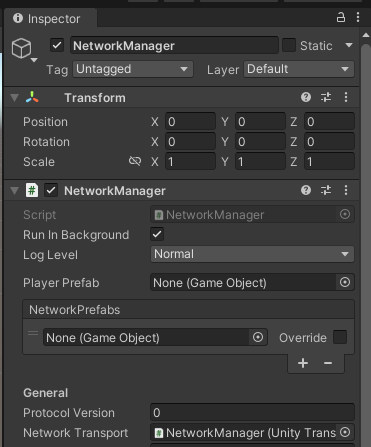 Inspector
NetworkManager Static
Tag Untagged Layer Default
Transform
Position X 0 Y 0 Z 0
Rotation X 0 Y 0 Z 0
Scale X 1 Y 1 Z 1
# NetworkManager
Script # NetworkManager
Run In Background
Log Level Normal
Player Prefab None (Game Object)
NetworkPrefabs
= None (Game Object) Override
+ −
General
Protocol Version 0
Network Transport # NetworkManager (Unity Trans